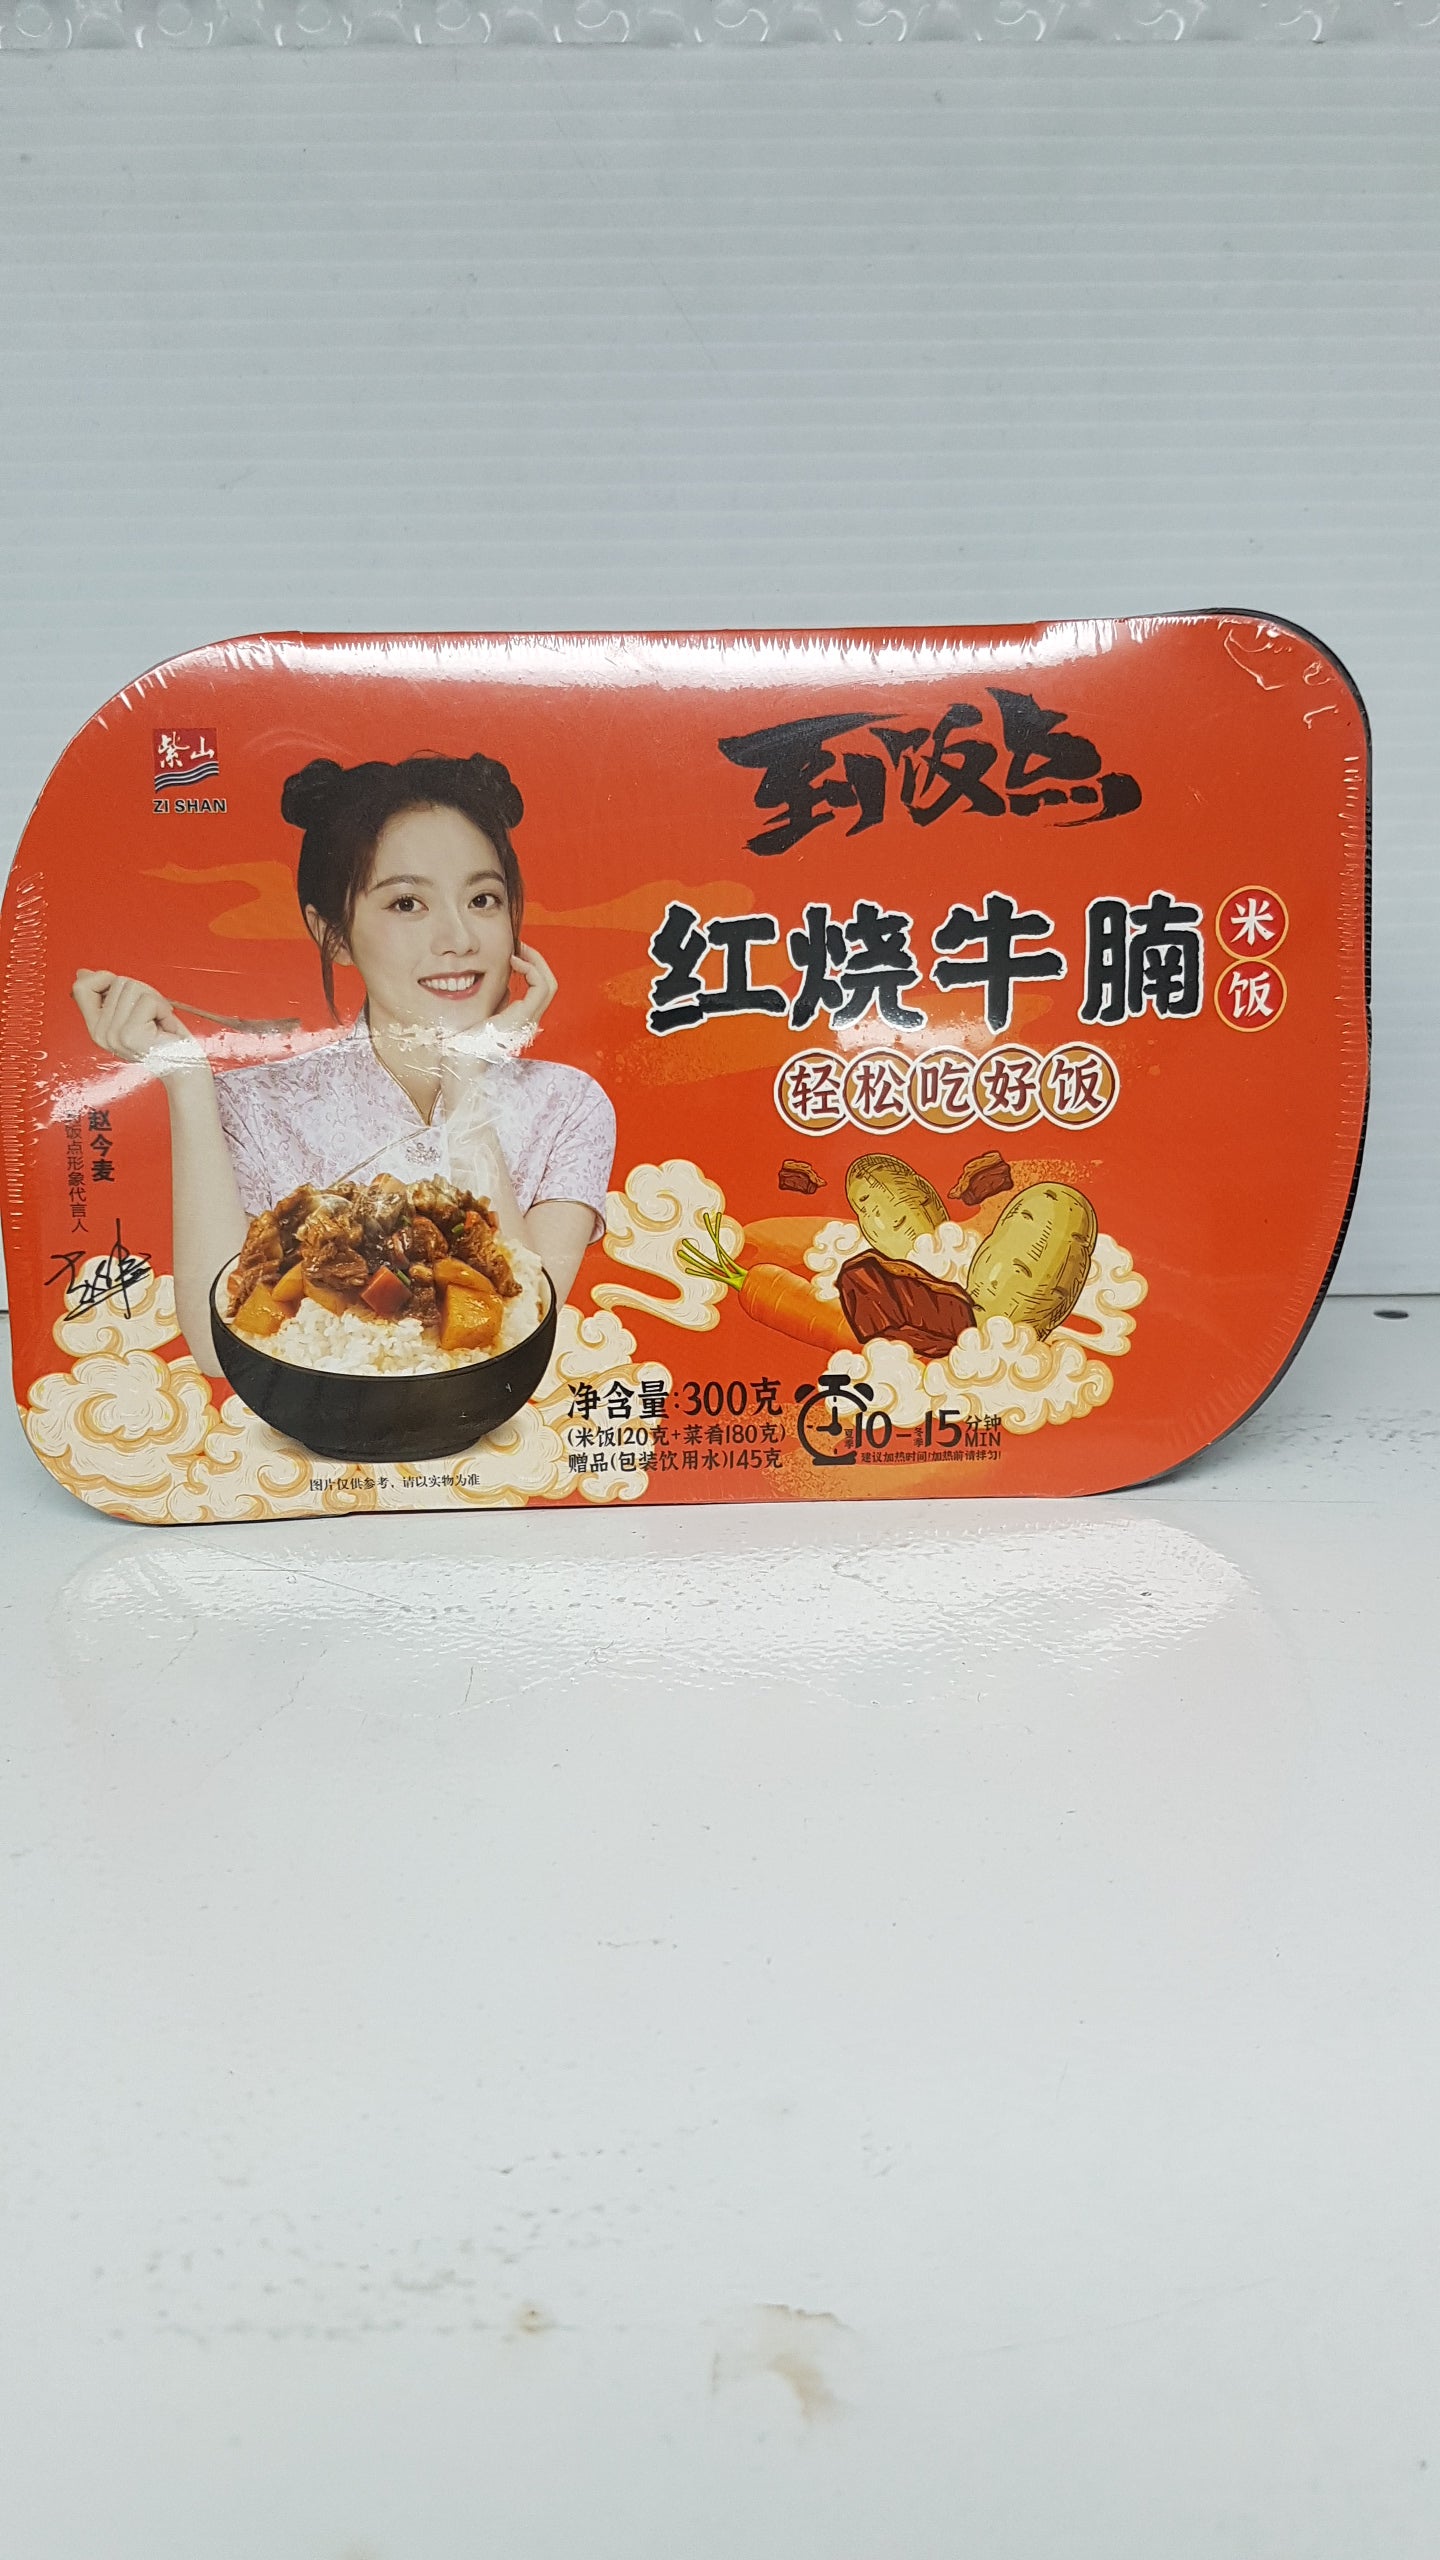 紫山
ZI SHAN
到饭点
红烧牛腩
米饭
轻松吃好饭
赵今麦
到饭点形象代言人
净含量:300克
(米饭120克+菜肴180克)
赠品(包装饮用水)145克
夏季10-冬季15分钟MIN
建议加热时间!加热前请拌匀!
图片仅供参考，请以实物为准